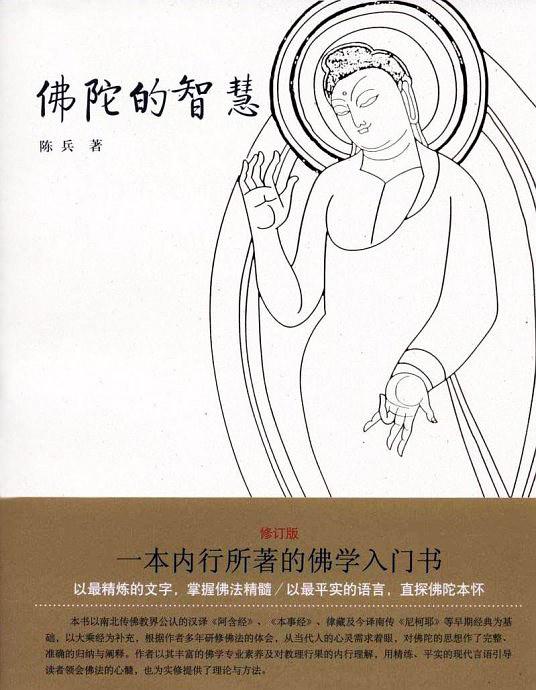 佛陀的智慧
陈兵 著
修订版
一本内行所著的佛学入门书
以最精炼的文字，掌握佛法精髓/以最平实的语言，直探佛陀本怀
本书以南北传佛教界公认的汉译《阿含经》、《本事经》、律藏及今译南传《尼柯耶》等早期经典为基
础，以大乘经为补充，根据作者多年研修佛法的体会，从当代人的心灵需求着眼，对佛陀的思想作了完整、
准确的归纳与阐释。作者以其丰富的佛学专业素养及对教理行果的内行理解，用精炼、平实的现代言语引导
读者领会佛法的心髓，也为实修提供了理论与方法。